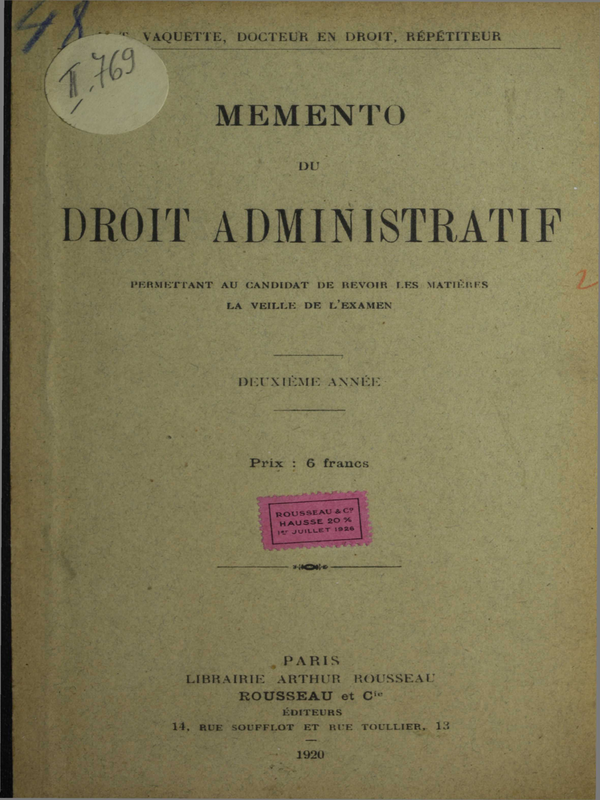 48
II.769
VAQUETTE, DOCTEUR EN DROIT, RÉPÉTITEUR
MEMENTO
DU
DROIT ADMINISTRATIF
PERMETTANT AU CANDIDAT DE REVOIR LES MATIÈRES
LA VEILLE DE L'EXAMEN
2
DEUXIÈME ANNÉE
Prix : 6 francs
ROUSSEAU & Cie
HAUSSE 20 %
1er JUILLET 1926
PARIS
LIBRAIRIE ARTHUR ROUSSEAU
ROUSSEAU et Cie
ÉDITEURS
14, RUE SOUFFLOT ET RUE TOULLIER, 13
1920